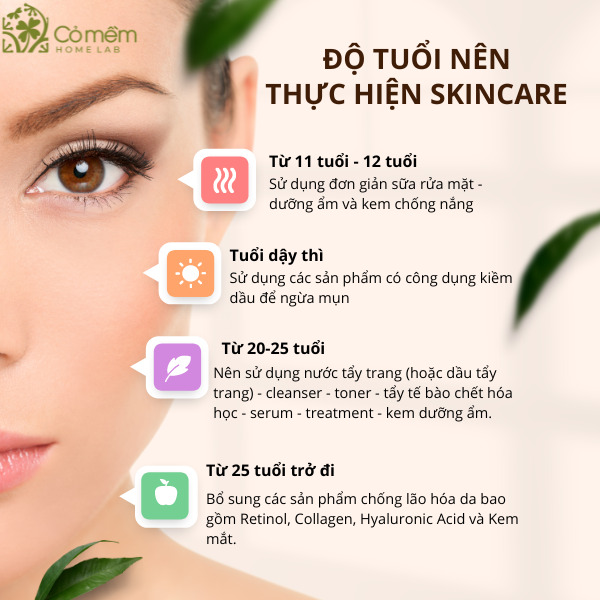 Cỏ mềm
HOME LAB
ĐỘ TUỔI NÊN
THỰC HIỆN SKINCARE
Từ 11 tuổi - 12 tuổi
Sử dụng đơn giản sữa rửa mặt -
dưỡng ẩm và kem chống nắng
Tuổi dậy thì
Sử dụng các sản phẩm có công dụng kiềm
dầu để ngừa mụn
Từ 20-25 tuổi
Nên sử dụng nước tẩy trang (hoặc dầu tẩy
trang) - cleanser - toner - tẩy tế bào chết hóa
học - serum - treatment - kem dưỡng ẩm.
Từ 25 tuổi trở đi
Bổ sung các sản phẩm chống lão hóa da bao
gồm Retinol, Collagen, Hyaluronic Acid và Kem
mắt.